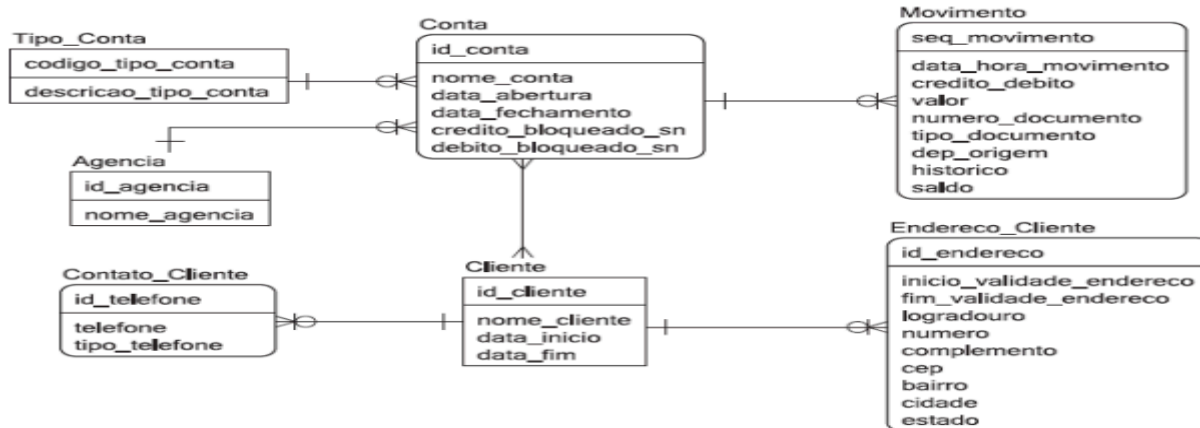 Tipo_Conta
codigo_tipo_conta
descricao_tipo_conta
Conta
id_conta
nome_conta
data_abertura
data_fechamento
credito_bloqueado_sn
debito_bloqueado_sn
Movimento
seq_movimento
data_hora_movimento
credito_debito
valor
numero_documento
tipo_documento
dep_origem
historico
saldo
Agencia
id_agencia
nome_agencia
Contato_Cliente
id_telefone
telefone
tipo_telefone
Cliente
id_cliente
nome_cliente
data_inicio
data_fim
Endereco_Cliente
id_endereco
inicio_validade_endereco
fim_validade_endereco
logradouro
numero
complemento
cep
bairro
cidade
estado